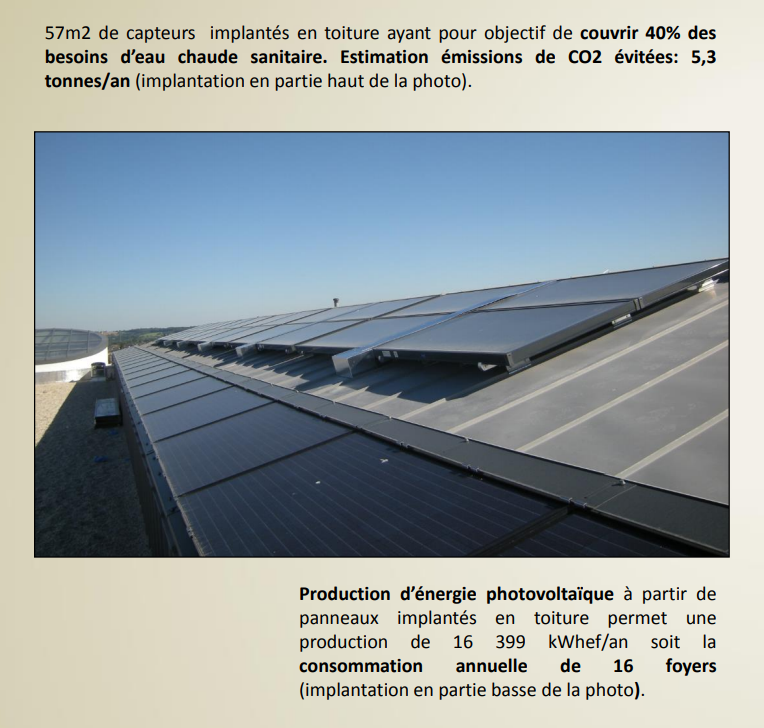 57m2 de capteurs implantés en toiture ayant pour objectif de couvrir 40% des
besoins d’eau chaude sanitaire. Estimation émissions de CO2 évitées: 5,3
tonnes/an (implantation en partie haut de la photo).
Production d’énergie photovoltaïque à partir de
panneaux implantés en toiture permet une
production de 16 399 kWhef/an soit la
consommation annuelle de 16 foyers
(implantation en partie basse de la photo).